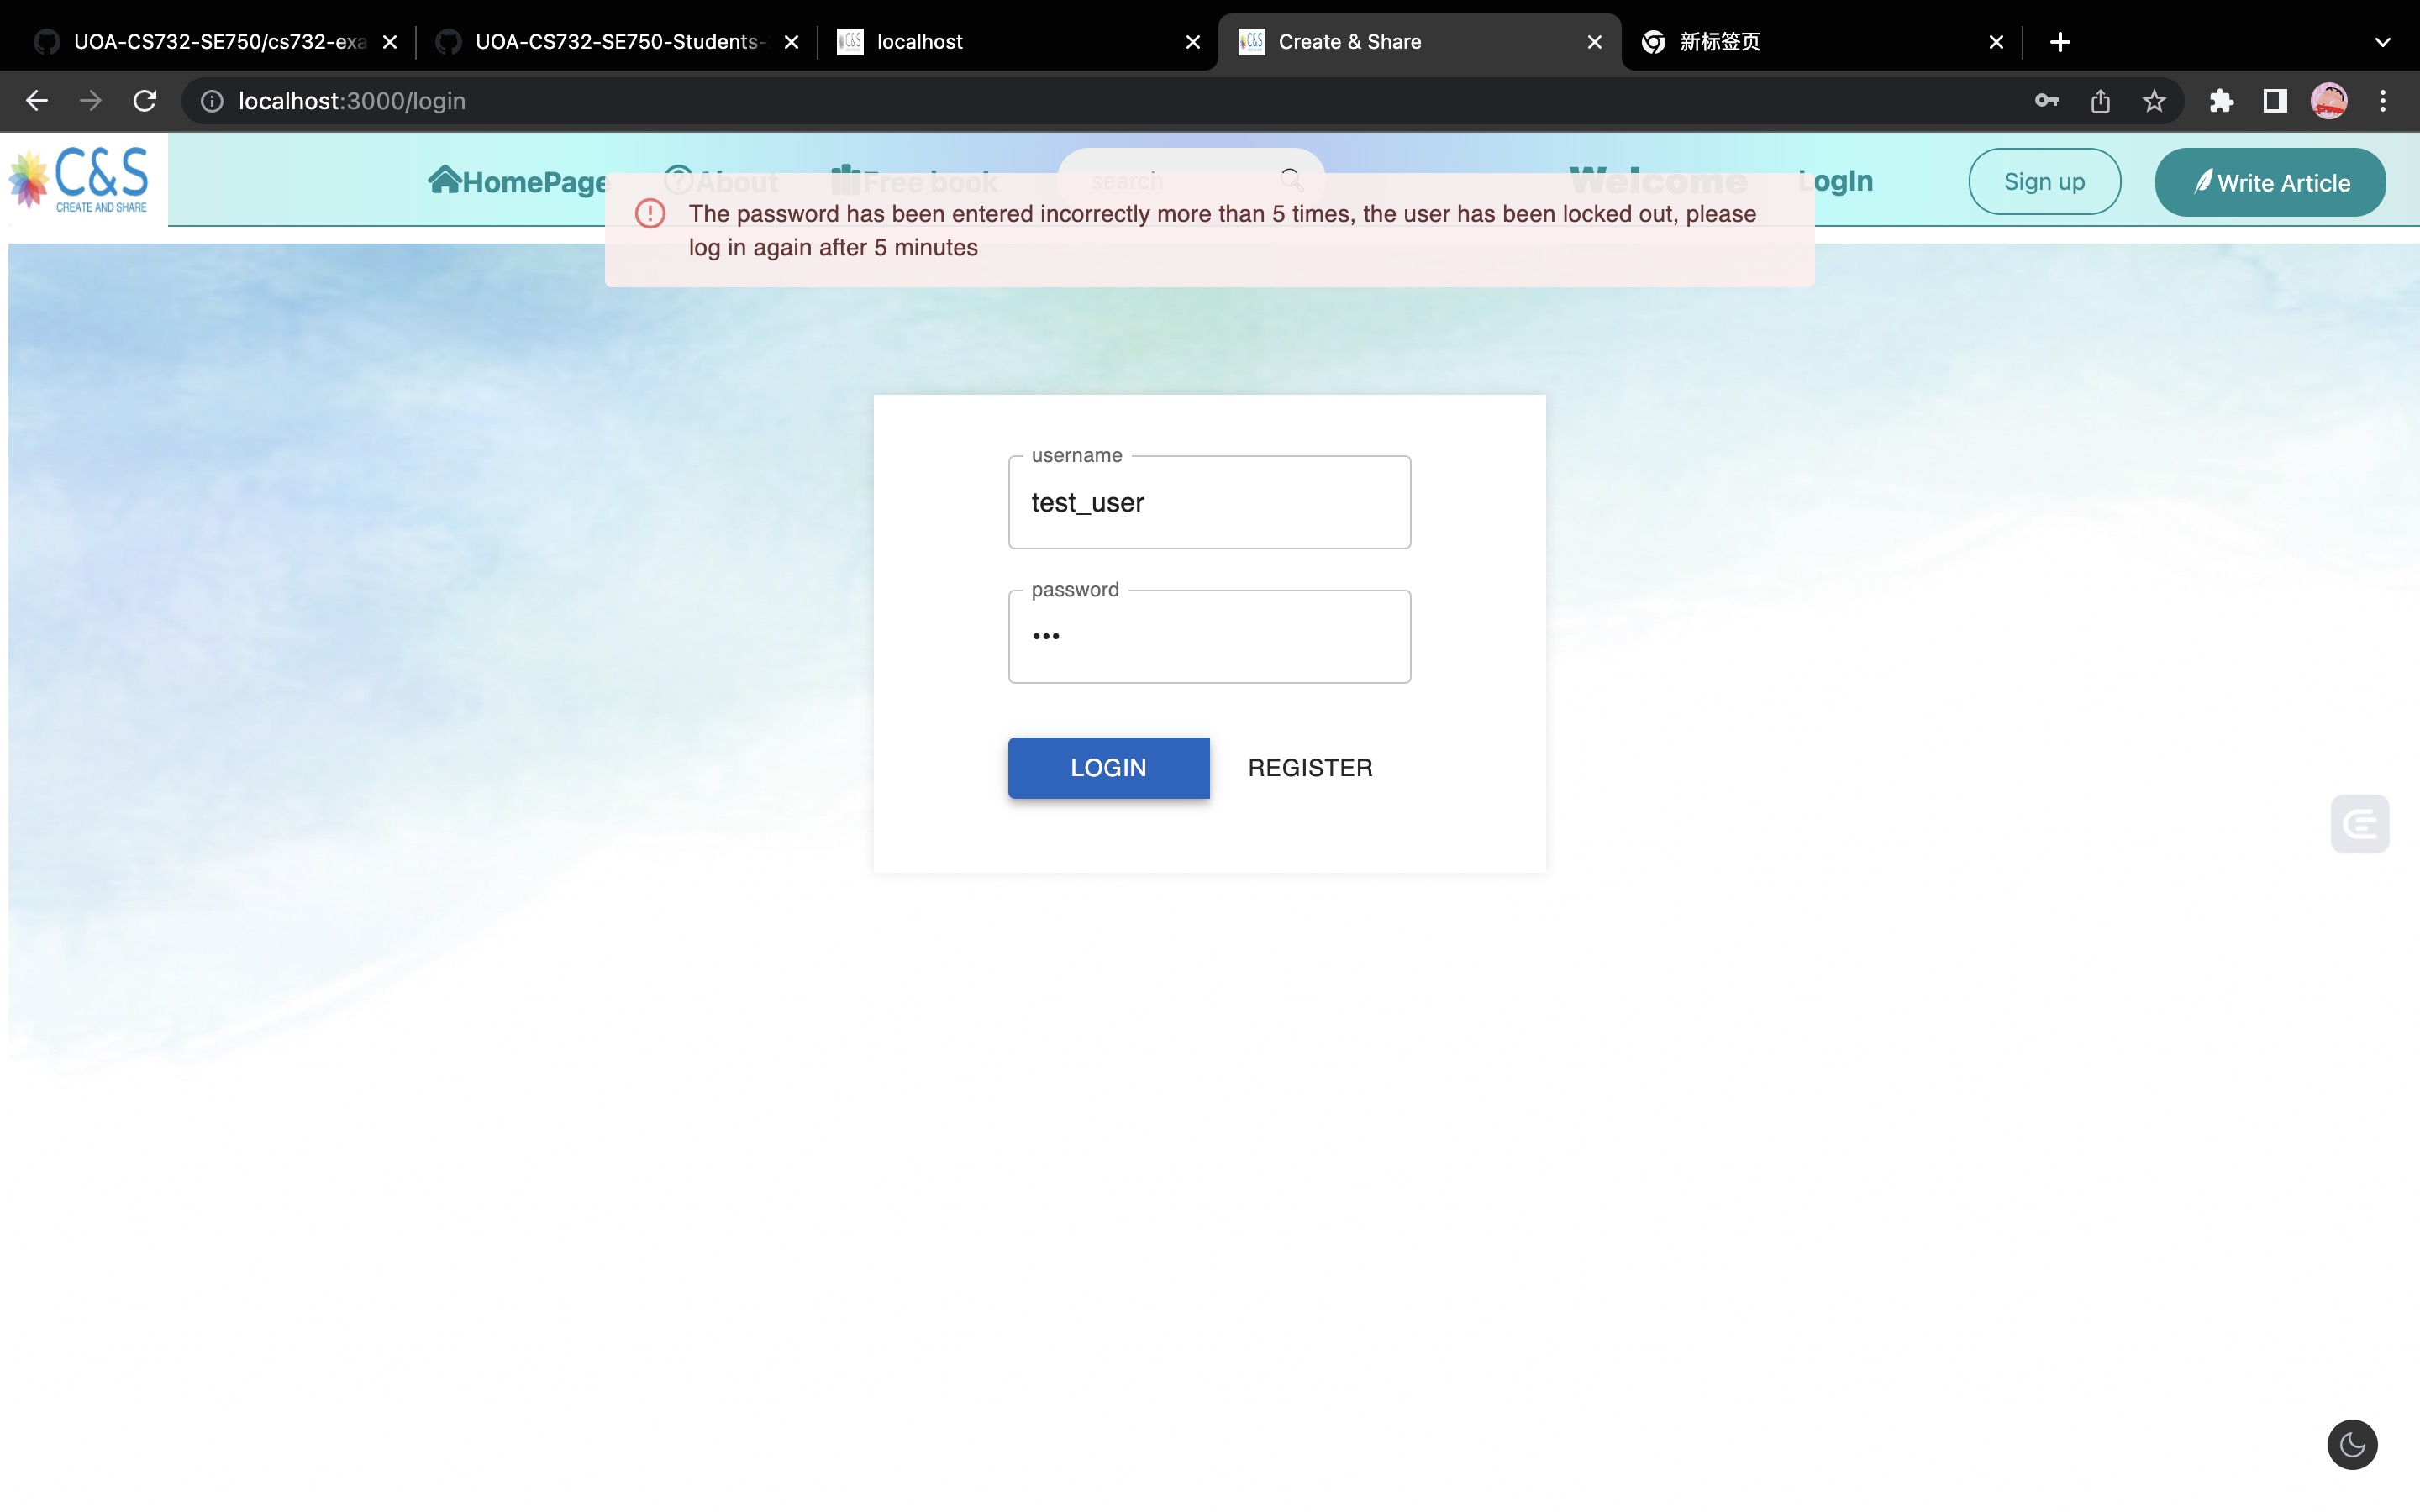 UOA-CS732-SE750/cs732-exa
UOA-CS732-SE750-Students-
localhost
Create & Share
新标签页
localhost:3000/login
C&S
CREATE AND SHARE
HomePage
About
Free book
search
Welcome
LogIn
Sign up
Write Article
The password has been entered incorrectly more than 5 times, the user has been locked out, please
log in again after 5 minutes
username
test_user
password
LOGIN
REGISTER